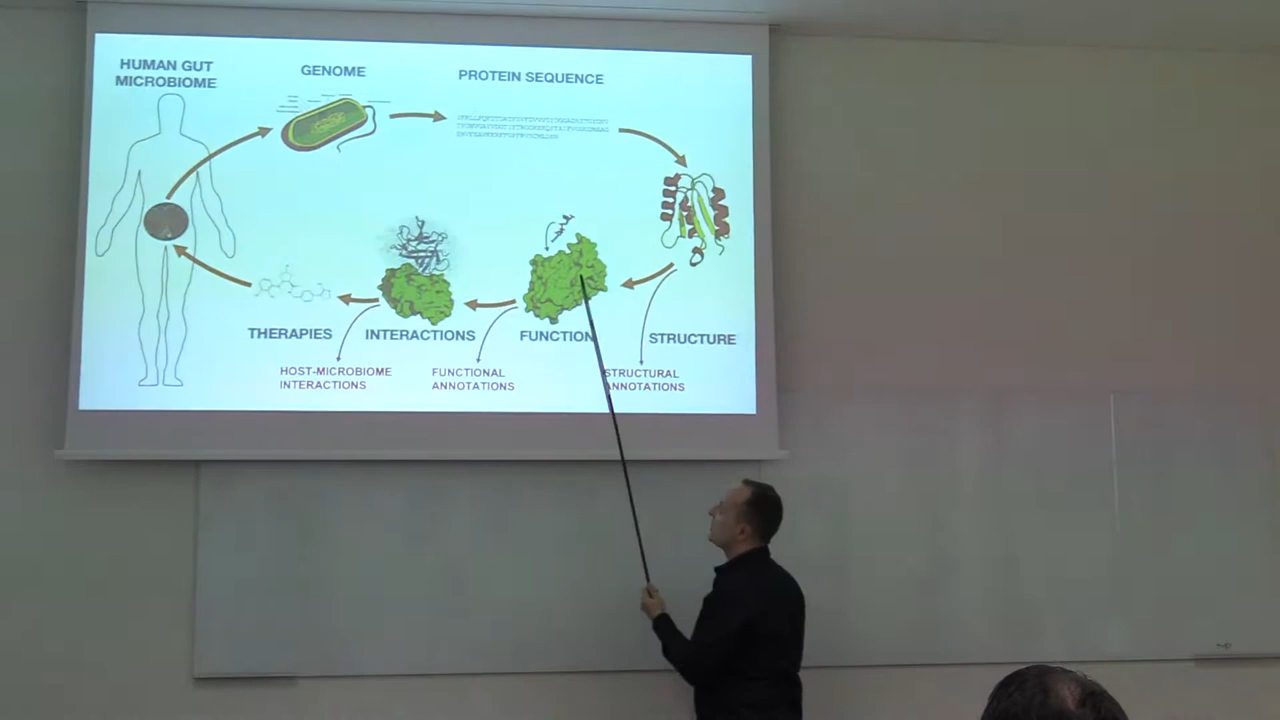 HUMAN GUT
MICROBIOME
GENOME
PROTEIN SEQUENCE
THERAPIES
INTERACTIONS
FUNCTION
STRUCTURE
HOST-MICROBIOME
INTERACTIONS
FUNCTIONAL
ANNOTATIONS
STRUCTURAL
ANNOTATIONS